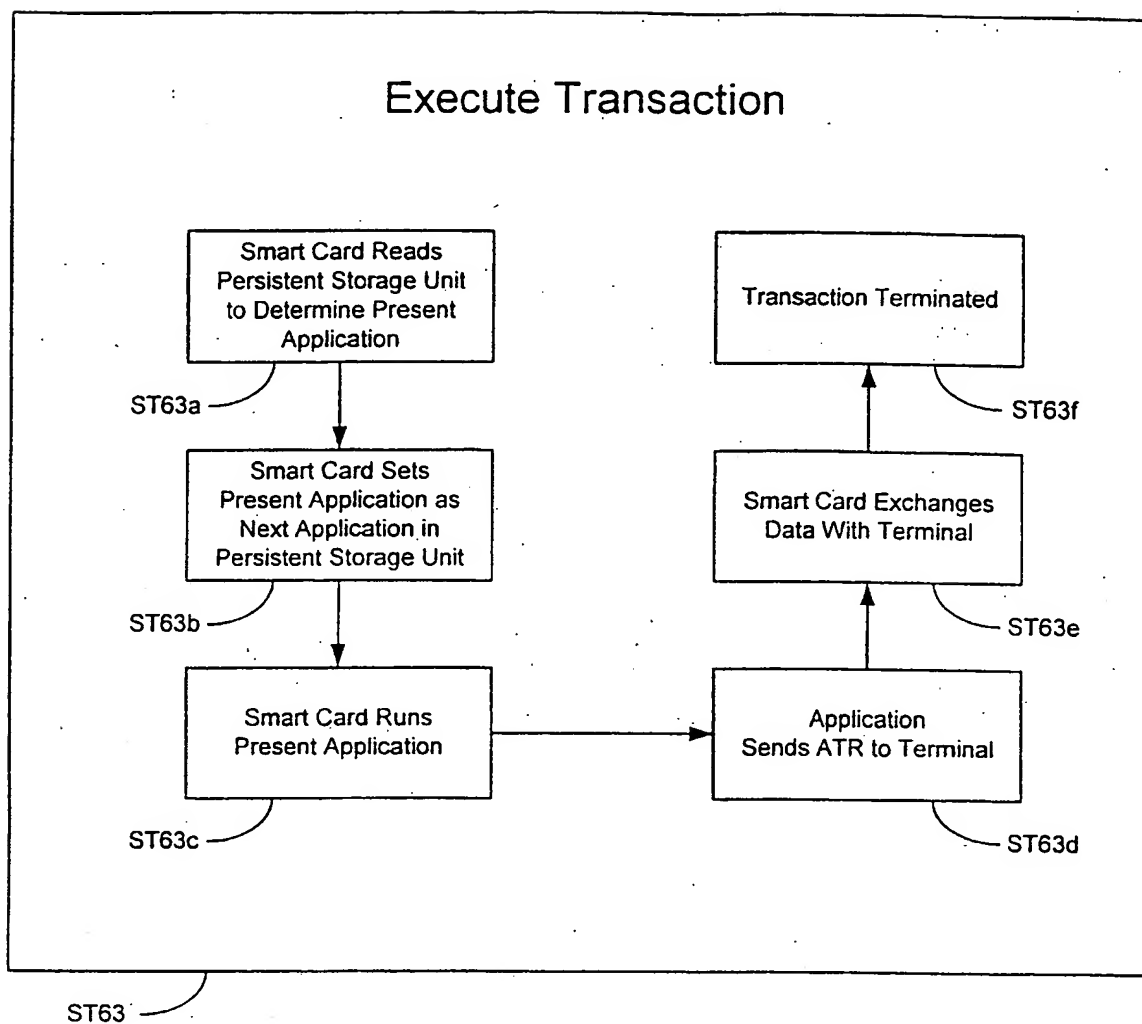 Execute Transaction
Smart Card Reads
Persistent Storage Unit
to Determine Present
Application
ST63a
Smart Card Sets
Present Application as
Next Application in
Persistent Storage Unit
ST63b
Smart Card Runs
Present Application
ST63c
Application
Sends ATR to Terminal
ST63d
Smart Card Exchanges
Data With Terminal
ST63e
Transaction Terminated
ST63f
ST63